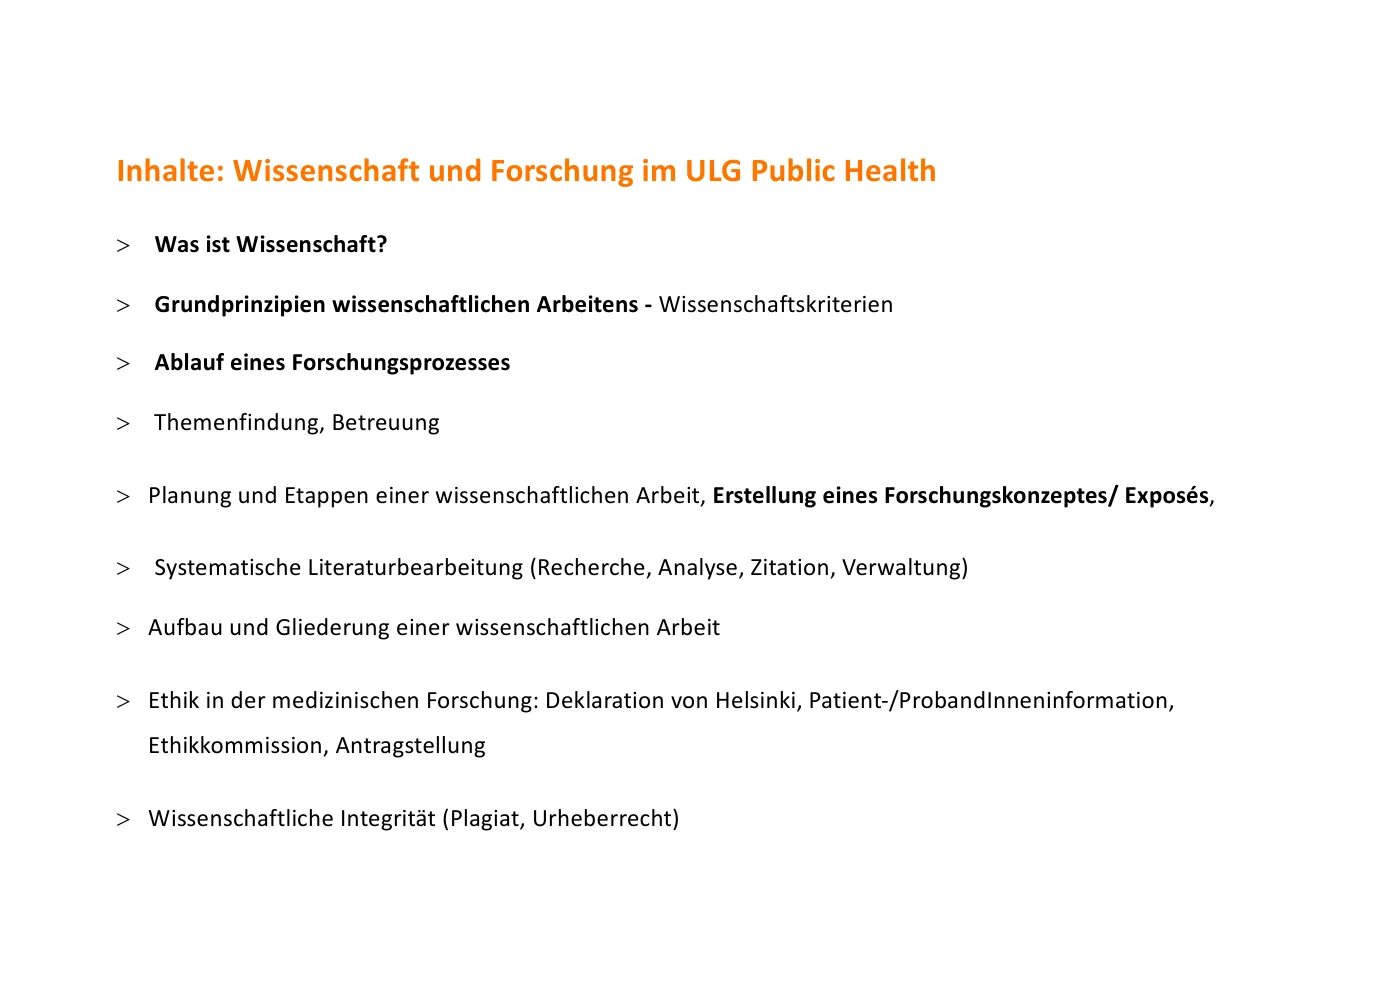 Inhalte: Wissenschaft und Forschung im ULG Public Health
> Was ist Wissenschaft?
> Grundprinzipien wissenschaftlichen Arbeitens - Wissenschaftskriterien
> Ablauf eines Forschungsprozesses
> Themenfindung, Betreuung
> Planung und Etappen einer wissenschaftlichen Arbeit, Erstellung eines Forschungskonzeptes/ Exposés,
> Systematische Literaturbearbeitung (Recherche, Analyse, Zitation, Verwaltung)
> Aufbau und Gliederung einer wissenschaftlichen Arbeit
> Ethik in der medizinischen Forschung: Deklaration von Helsinki, Patient-/ProbandInneninformation,
Ethikkommission, Antragstellung
> Wissenschaftliche Integrität (Plagiat, Urheberrecht)